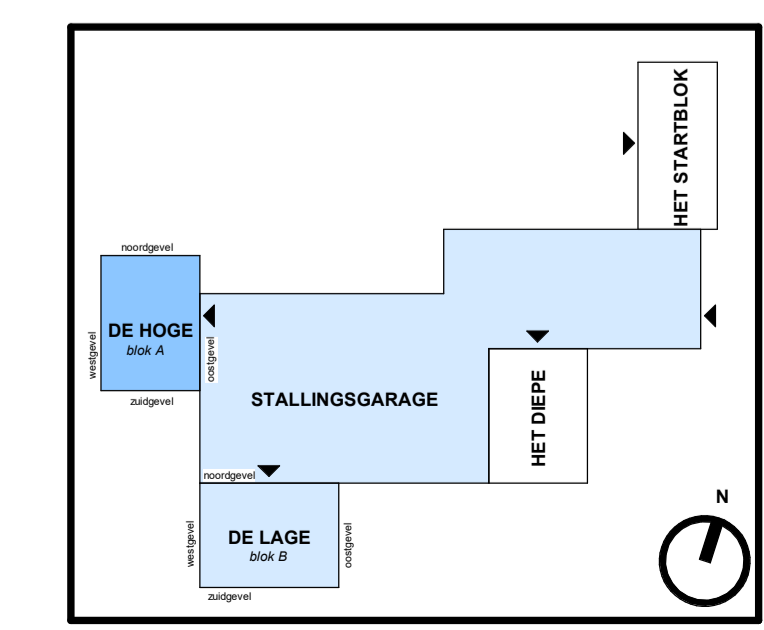 HET STARTBLOK
noordgevel
DE HOGE
blok A
westgevel
oostgevel
zuidgevel
STALLINGSGARAGE
HET DIEPE
noordgevel
DE LAGE
blok B
westgevel
oostgevel
zuidgevel
N